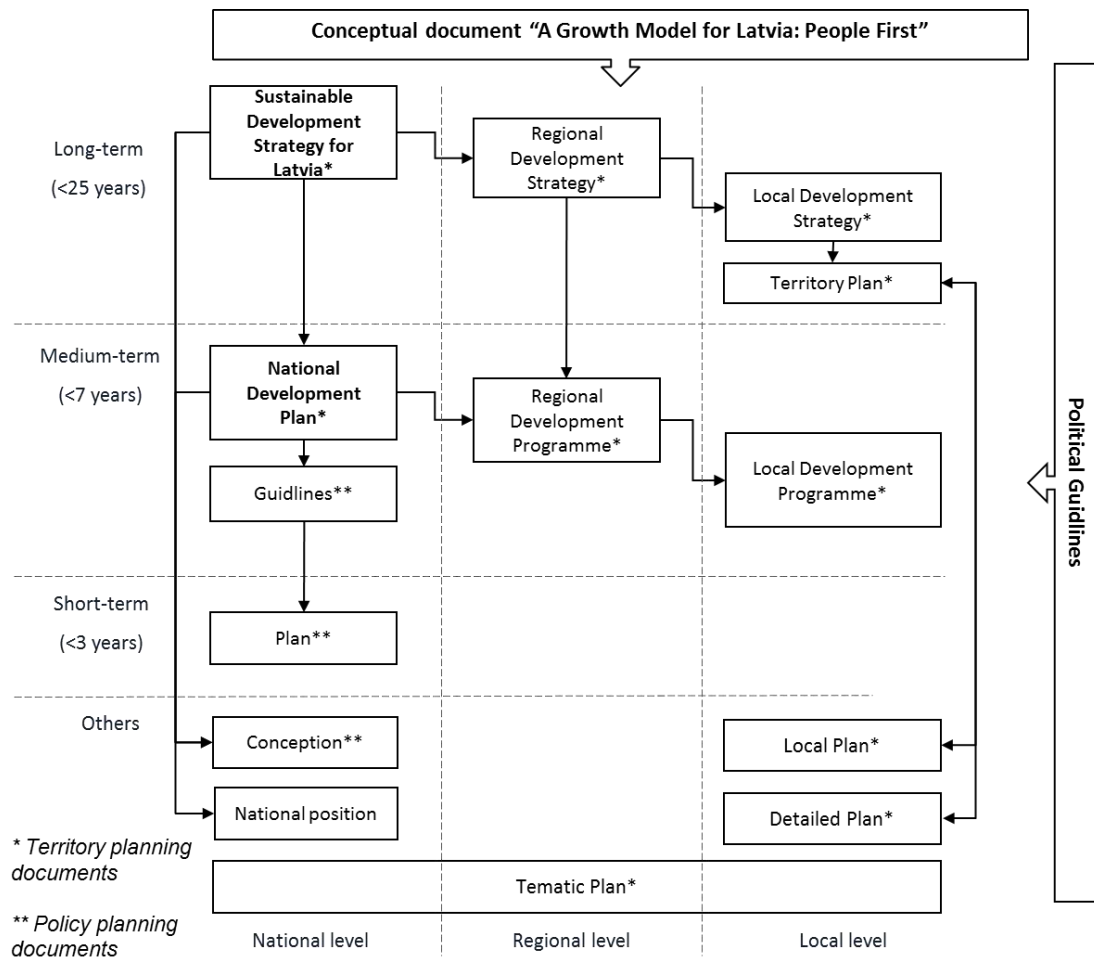 Conceptual document “A Growth Model for Latvia: People First”
Long-term
(<25 years)
Sustainable
Development
Strategy for
Latvia*
Regional
Development
Strategy*
Local Development
Strategy*
Territory Plan*
Medium-term
(<7 years)
National
Development
Plan*
Regional
Development
Programme*
Local Development
Programme*
Guidlines**
Short-term
(<3 years)
Plan**
Others
Conception**
Local Plan*
National position
Detailed Plan*
Tematic Plan*
* Territory planning
documents
** Policy planning
documents
National level
Regional level
Local level
Political Guidlines